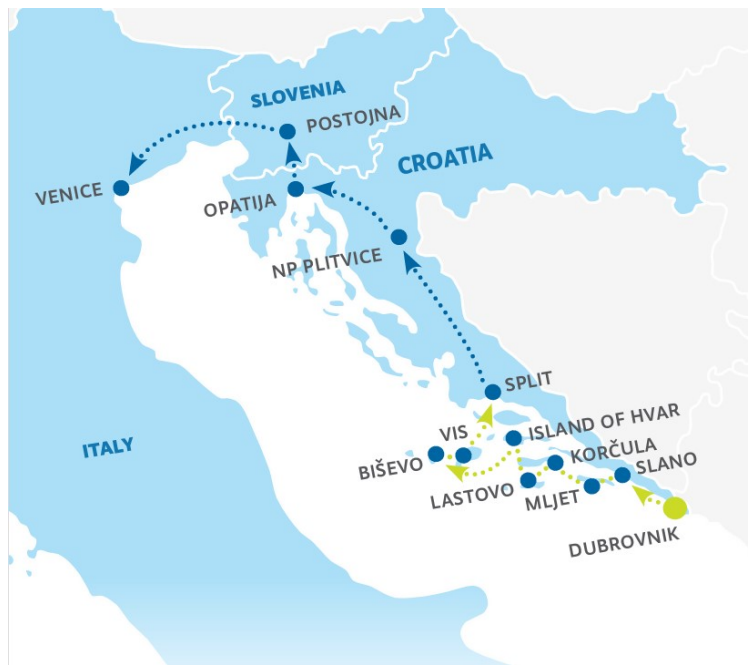 SLOVENIA
POSTOJNA
CROATIA
VENICE
OPATIJA
NP PLITVICE
SPLIT
ISLAND OF HVAR
VIS
ITALY
KORČULA
BIŠEVO
SLANO
LASTOVO
MLJET
DUBROVNIK